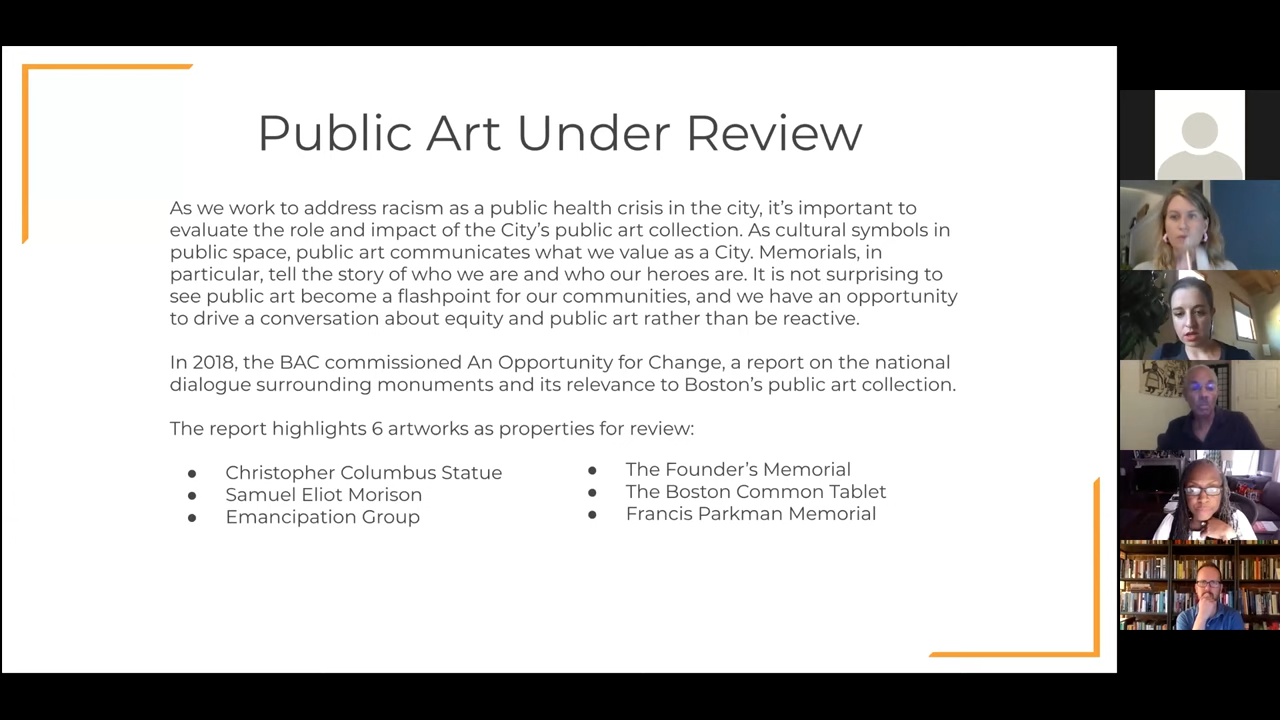 Public Art Under Review
As we work to address racism as a public health crisis in the city, it’s important to
evaluate the role and impact of the City’s public art collection. As cultural symbols in
public space, public art communicates what we value as a City. Memorials, in
particular, tell the story of who we are and who our heroes are. It is not surprising to
see public art become a flashpoint for our communities, and we have an opportunity
to drive a conversation about equity and public art rather than be reactive.
In 2018, the BAC commissioned An Opportunity for Change, a report on the national
dialogue surrounding monuments and its relevance to Boston’s public art collection.
The report highlights 6 artworks as properties for review:
● Christopher Columbus Statue
● Samuel Eliot Morison
● Emancipation Group
● The Founder’s Memorial
● The Boston Common Tablet
● Francis Parkman Memorial